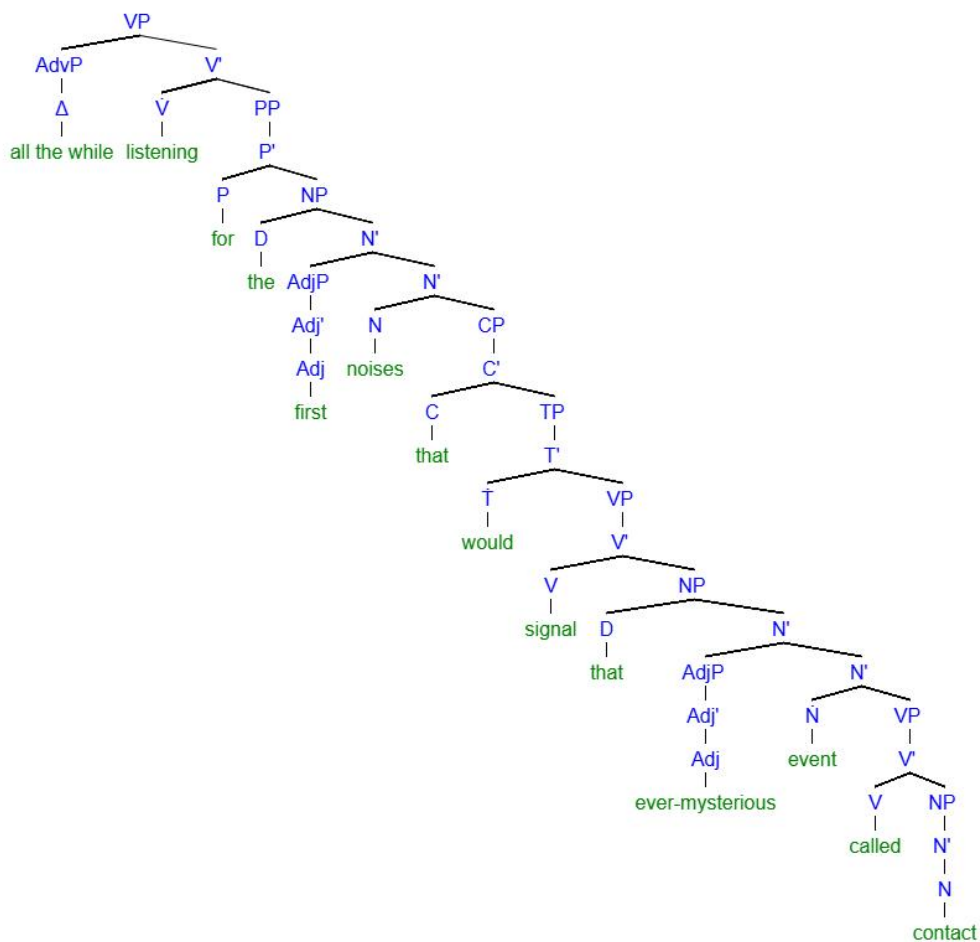 VP
AdvP V'
Δ V PP
all the while listening P'
P NP
for D N'
the AdjP N'
Adj' N CP
Adj noises C'
first C TP
that T'
T VP
would V'
V NP
signal D N'
that AdjP N'
Adj' N VP
Adj event V'
ever-mysterious V NP
called N'
N
contact